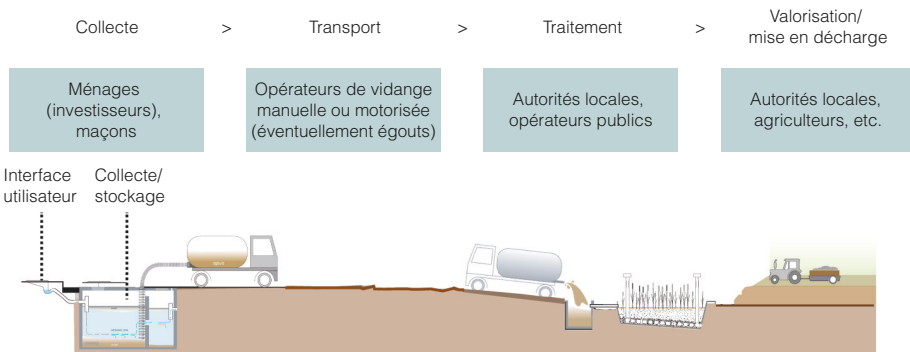 Collecte > Transport > Traitement > Valorisation/
mise en décharge
Ménages
(investisseurs),
maçons
Opérateurs de vidange
manuelle ou motorisée
(éventuellement égouts)
Autorités locales,
opérateurs publics
Autorités locales,
agriculteurs, etc.
Interface
utilisateur
Collecte/
stockage